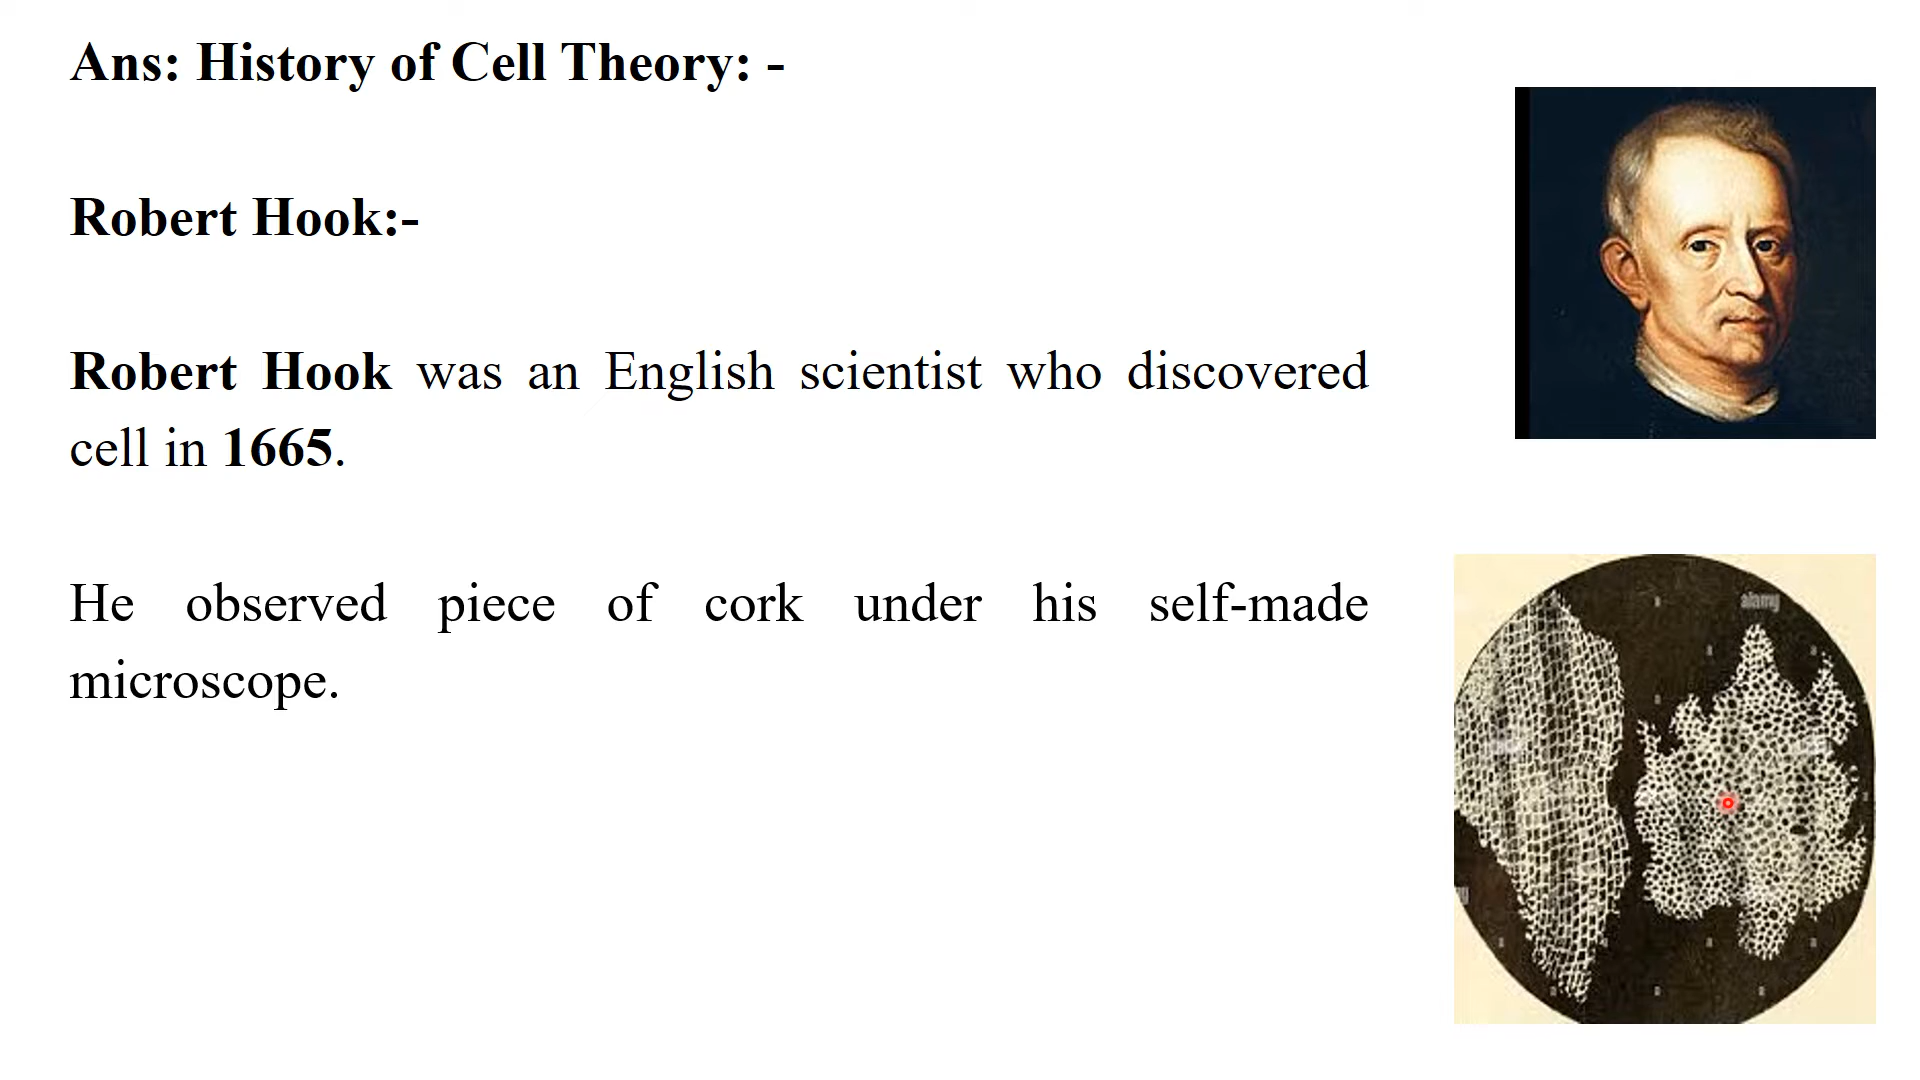 Ans: History of Cell Theory: -
Robert Hook:-
Robert Hook was an English scientist who discovered
cell in 1665.
He observed piece of cork under his self-made
microscope.
alamy